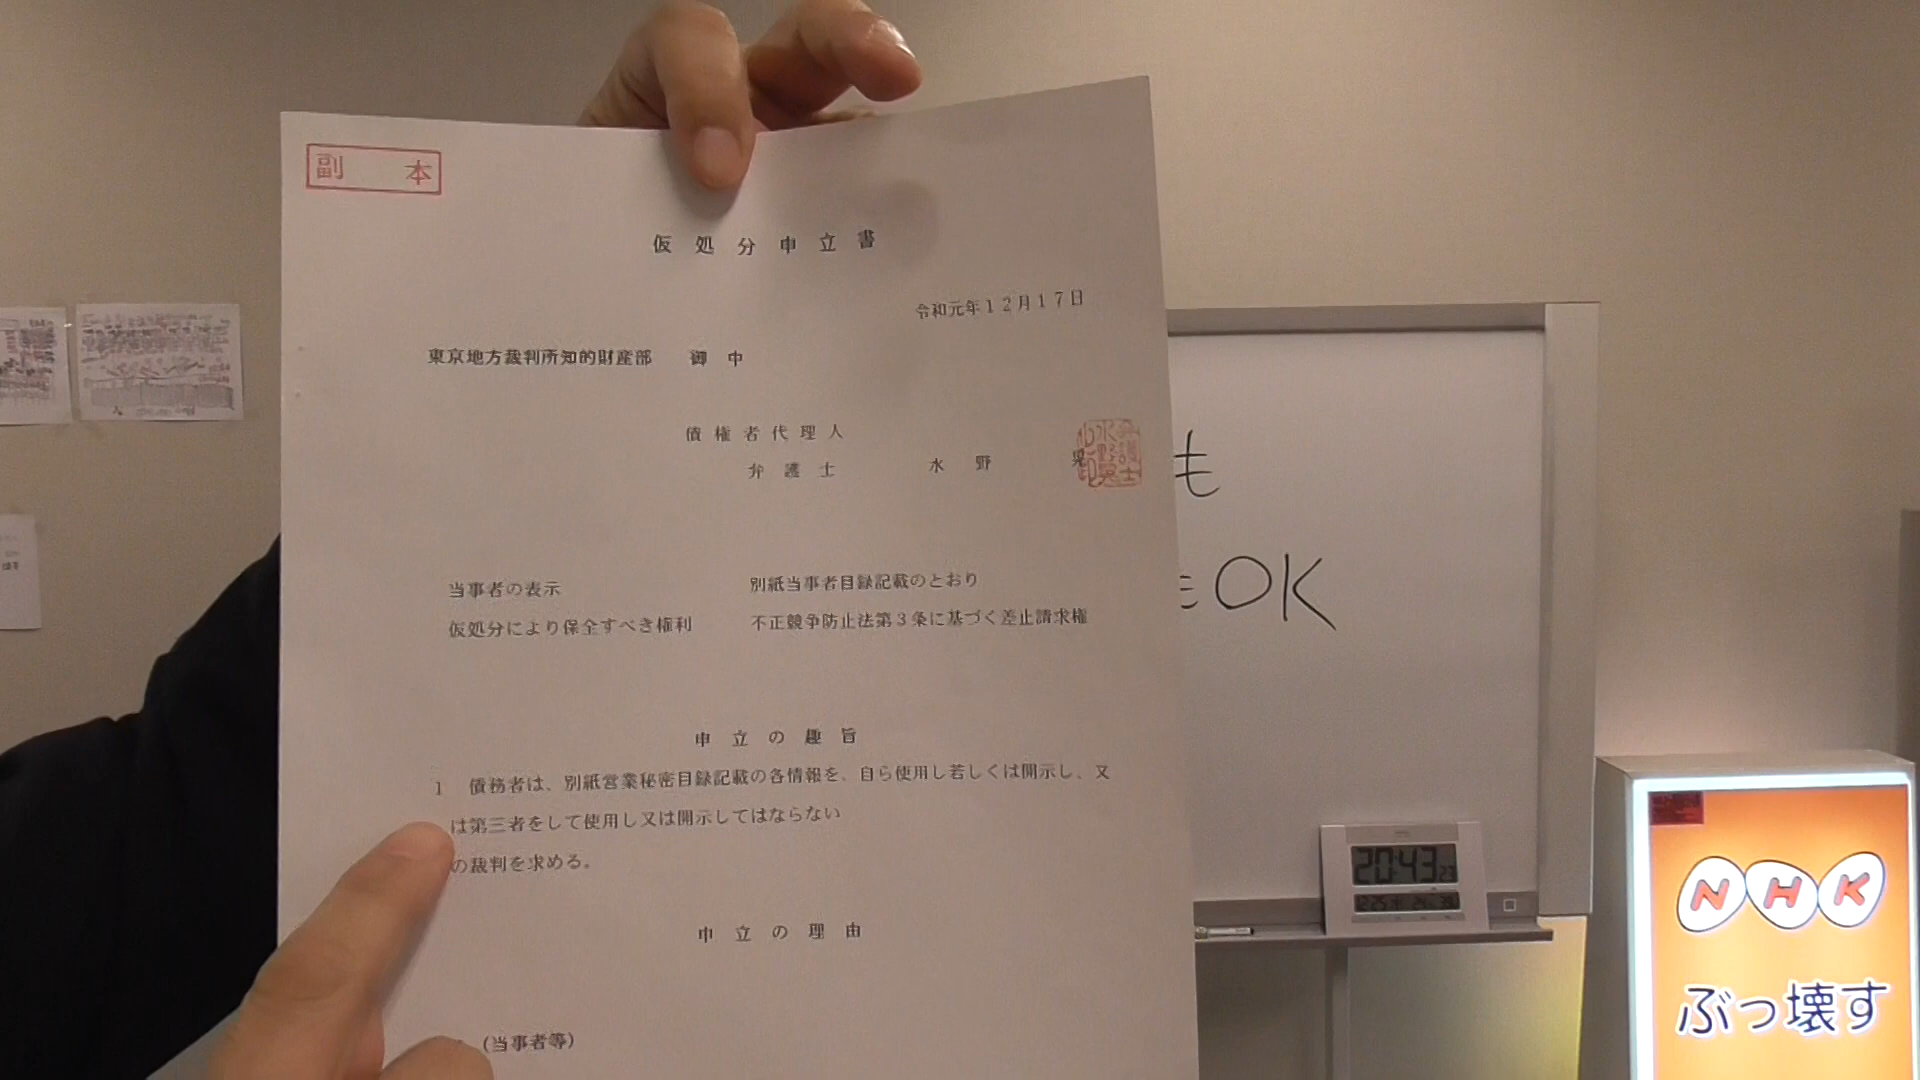 副本
仮処分申立書
令和元年12月17日
東京地方裁判所知的財産部 御中
債権者代理人
弁護士 水野 晃
当事者の表示 別紙当事者目録記載のとおり
仮処分により保全すべき権利 不正競争防止法第3条に基づく差止請求権
申立の趣旨
1 債務者は、別紙営業秘密目録記載の各情報を、自ら使用し若しくは開示し、又
は第三者をして使用し又は開示してはならない
の裁判を求める。
申立の理由
(当事者等)
も
OK
20:43 23
NHK
ぶっ壊す